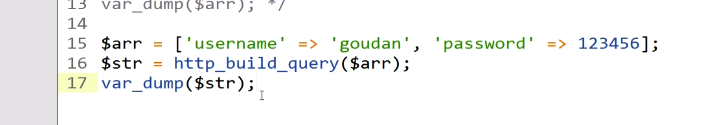 13 var_dump($arr); */
14
15 $arr = ['username' => 'goudan', 'password' => 123456];
16 $str = http_build_query($arr);
17 var_dump($str);